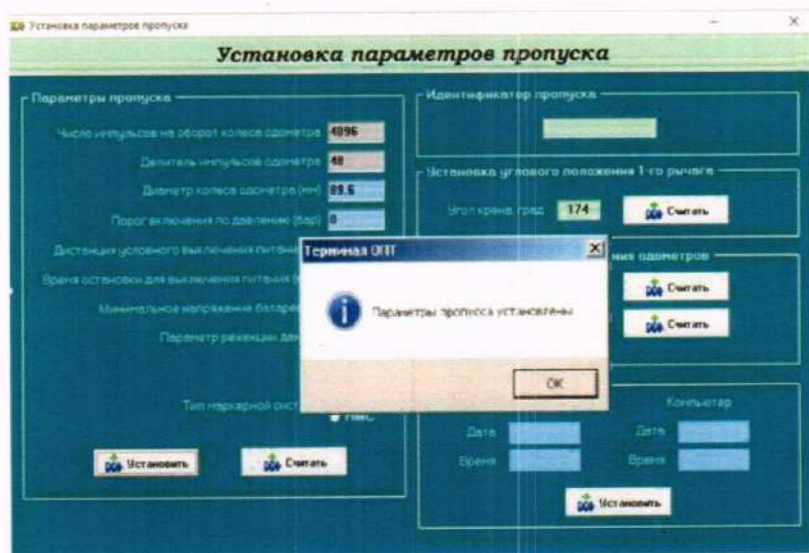 Установка параметров пропуска
Установка параметров пропуска
Параметры пропуска
Число импульсов на оборот колеса одометра 4096
Делитель импульсов одометра 48
Диаметр колеса одометра (мм) 89.6
Порог включения по давлению (бар) 0
Дистанция условного выключения питания
Время остановки для выключения питания
Минимальное напряжение батареи
Параметр режекции
Тип маркарной
Установить
Считать
Идентификатор пропуска
Установка углового положения 1-го рычага
Угол крена, град 174
Считать
одометров
Считать
Считать
Терминал ОПТ
Параметры пропуска установлены
OK
Компьютер
Дата
Дата
Время
Время
Установить